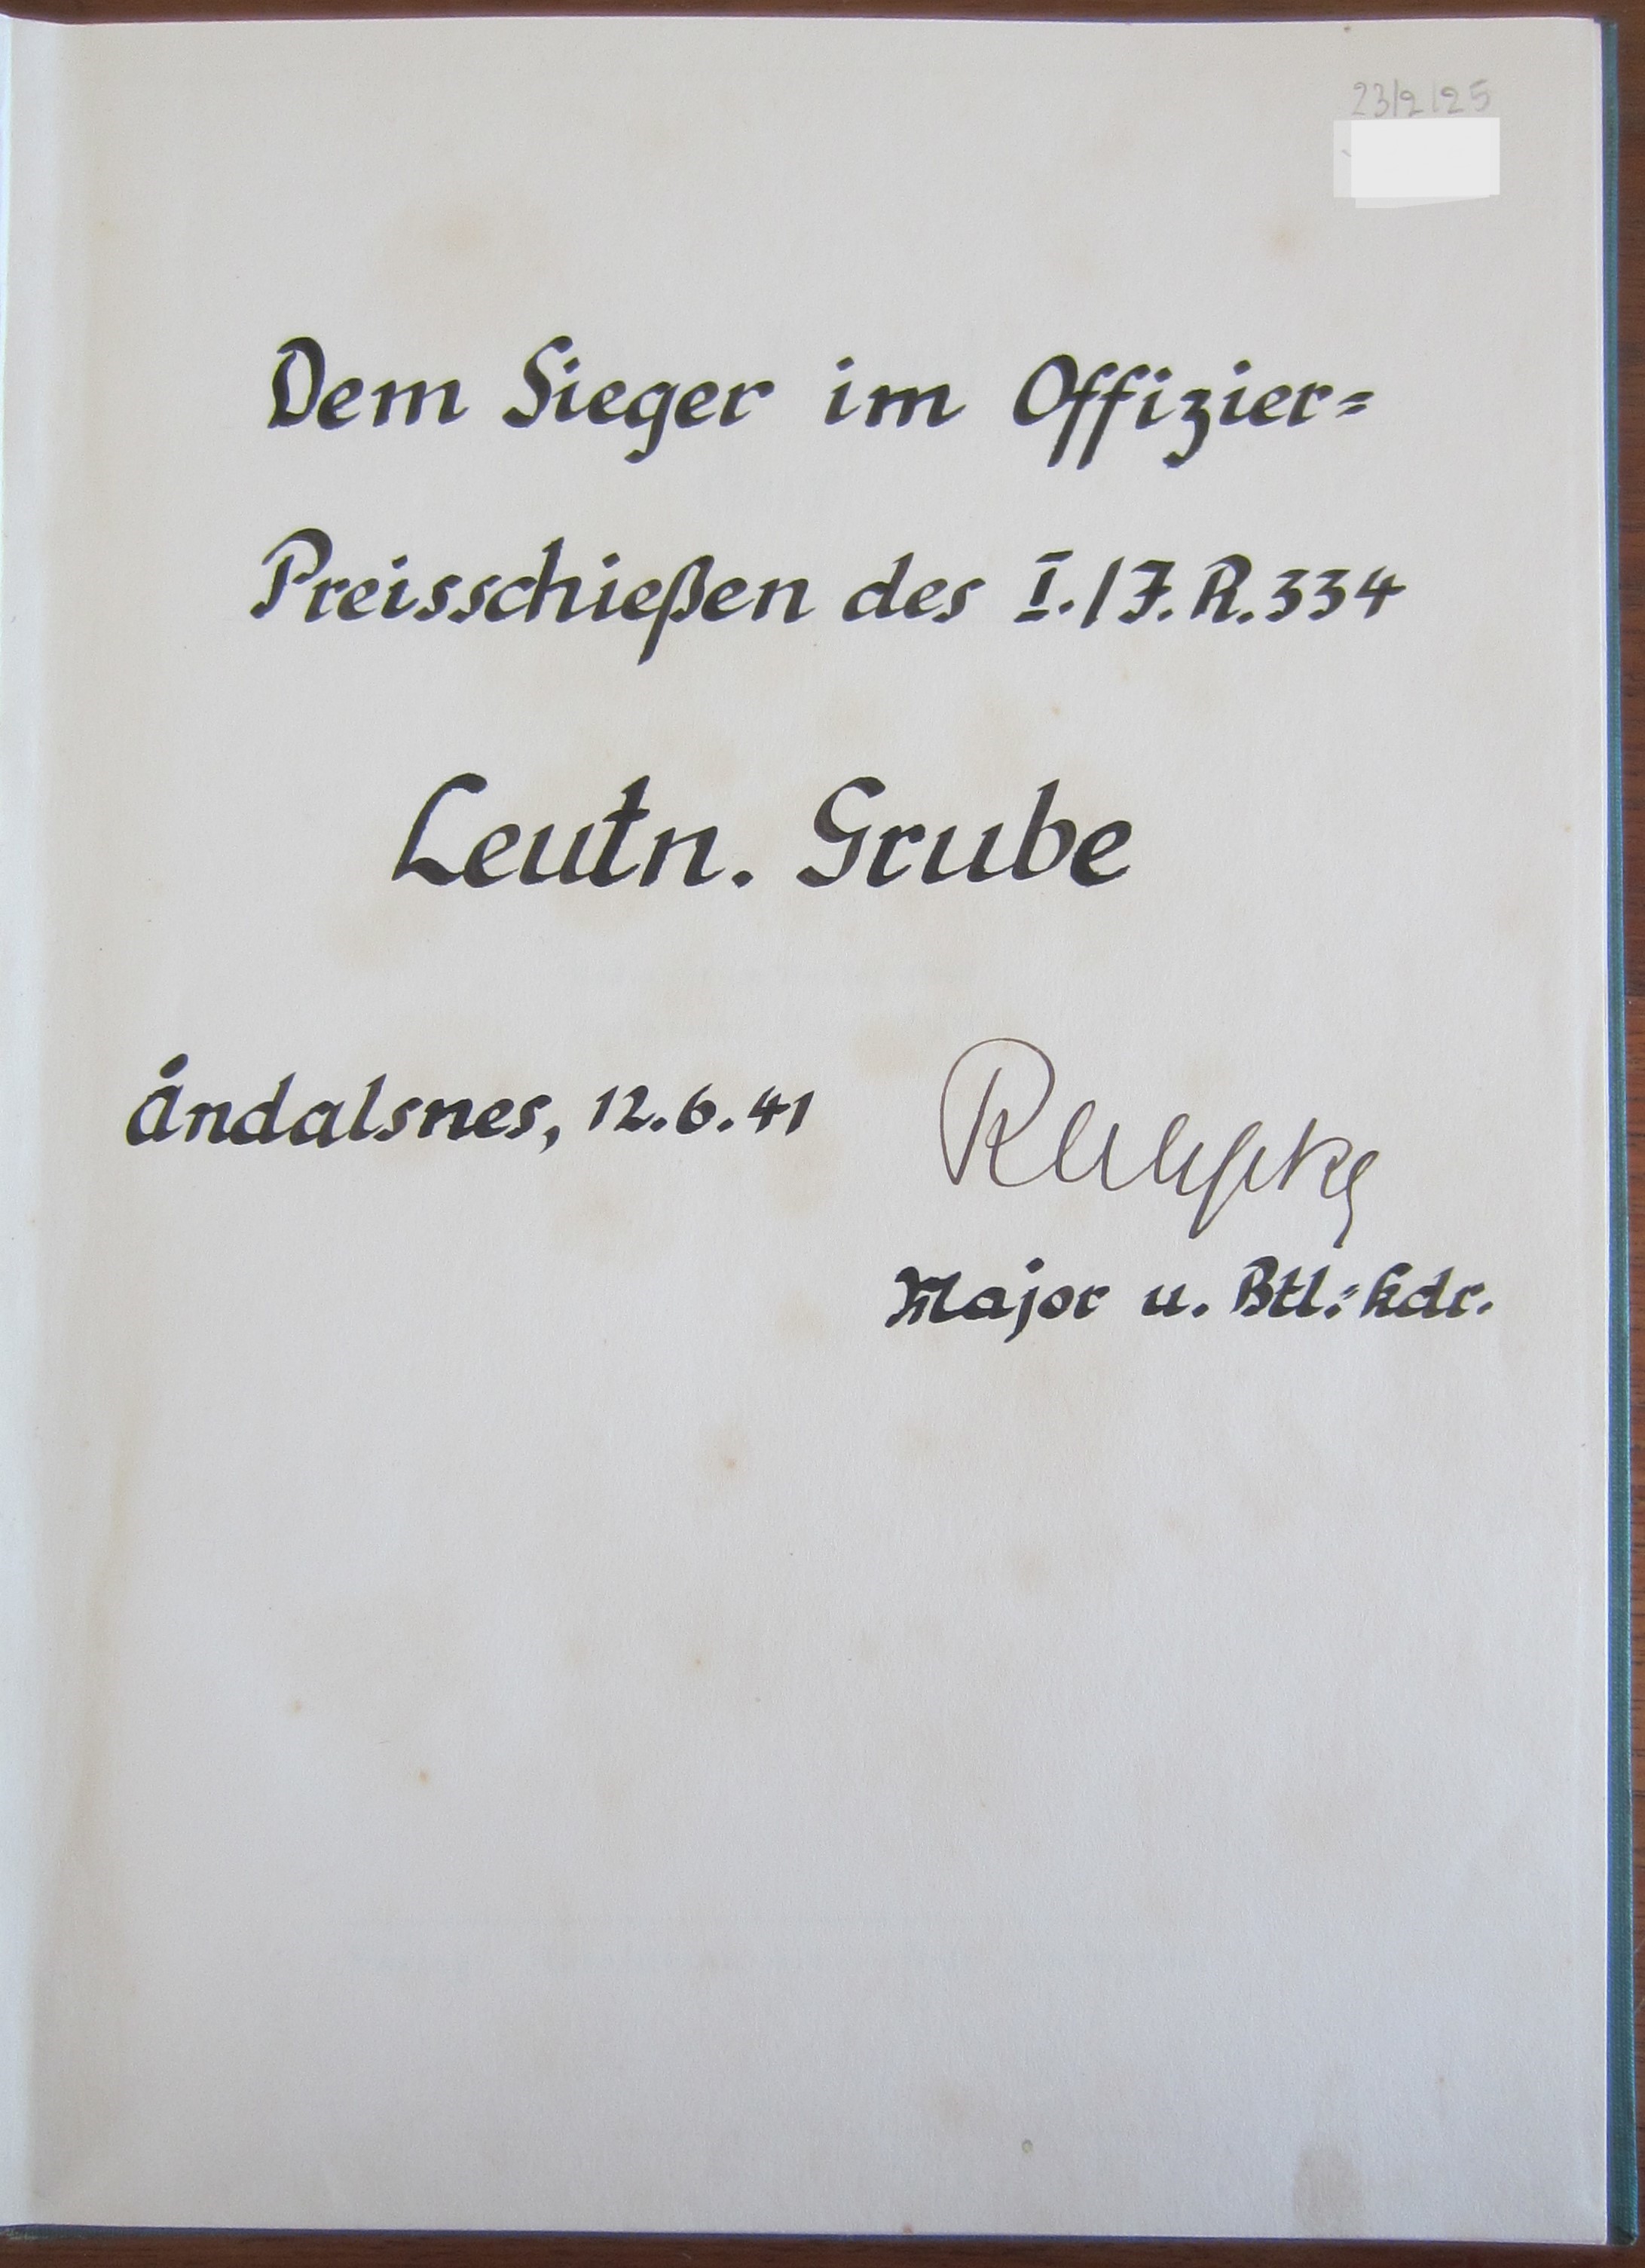 23/2/25
Dem Sieger im Offizier=
Preisschießen des I./J.R.334
Leutn. Grube
Åndalsnes, 12.6.41
Major u. Btl.=Kdr.